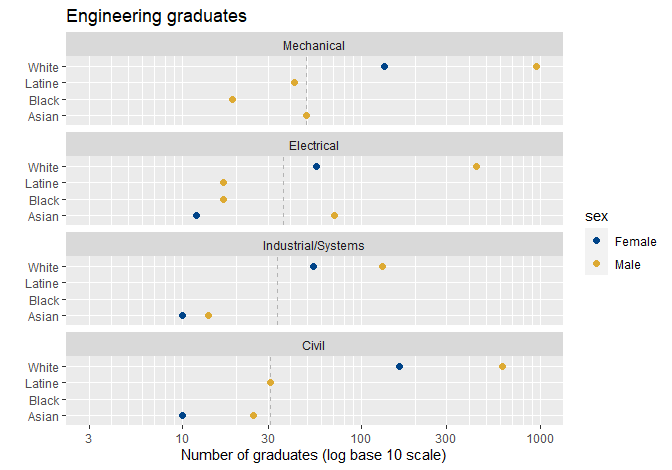 Engineering graduates
Mechanical
White
Latine
Black
Asian
Electrical
White
Latine
Black
Asian
Industrial/Systems
White
Latine
Black
Asian
Civil
White
Latine
Black
Asian
3 10 30 100 300 1000
Number of graduates (log base 10 scale)
sex
Female
Male